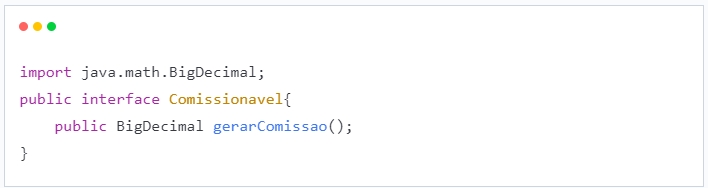 import java.math.BigDecimal;
public interface Comissionavel{
    public BigDecimal gerarComissao();
}